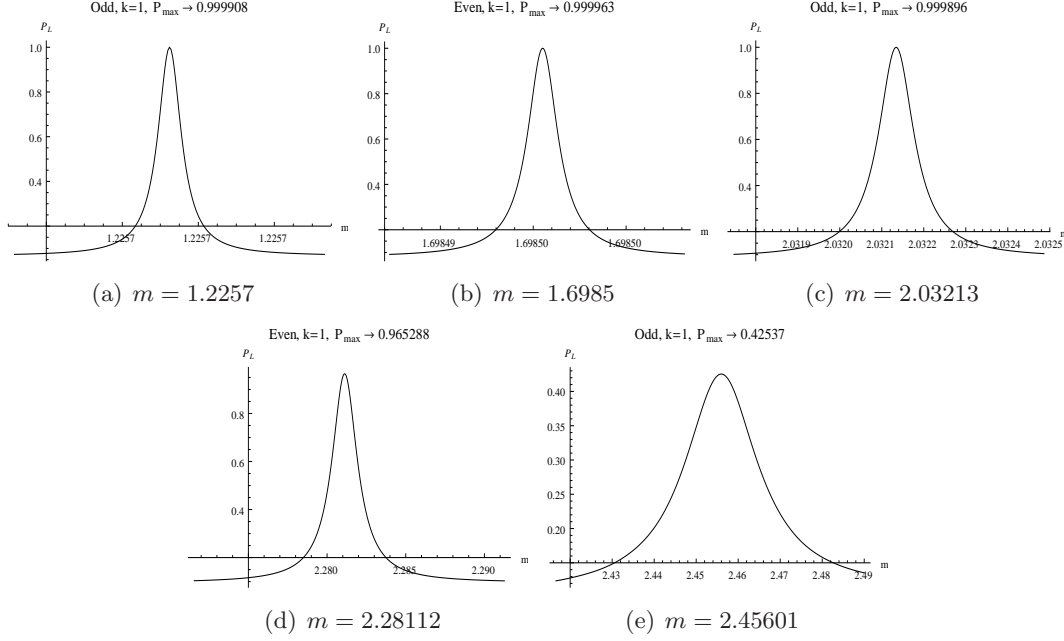 Odd, k=1, P_max → 0.999908
P_L
1.0
0.8
0.6
0.4
1.2257 1.2257 1.2257
m
(a) m = 1.2257
Even, k=1, P_max → 0.999963
P_L
1.0
0.8
0.6
0.4
1.69849 1.69850 1.69850
m
(b) m = 1.6985
Odd, k=1, P_max → 0.999896
P_L
1.0
0.8
0.6
0.4
2.0319 2.0320 2.0321 2.0322 2.0323 2.0324 2.0325
m
(c) m = 2.03213
Even, k=1, P_max → 0.965288
P_L
0.8
0.6
0.4
2.280 2.285 2.290
m
(d) m = 2.28112
Odd, k=1, P_max → 0.42537
P_L
0.40
0.35
0.30
0.25
0.20
2.43 2.44 2.45 2.46 2.47 2.48 2.49
m
(e) m = 2.45601